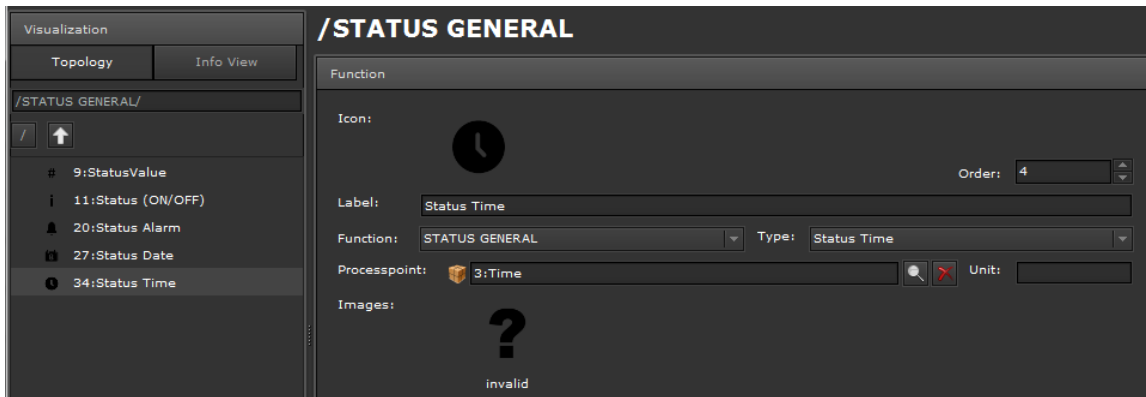 Visualization
Topology
Info View
/STATUS GENERAL/
/
# 9:StatusValue
i 11:Status (ON/OFF)
20:Status Alarm
27:Status Date
34:Status Time
/STATUS GENERAL
Function
Icon:
Order: 4
Label: Status Time
Function: STATUS GENERAL Type: Status Time
Processpoint: 3:Time Unit:
Images:
?
invalid